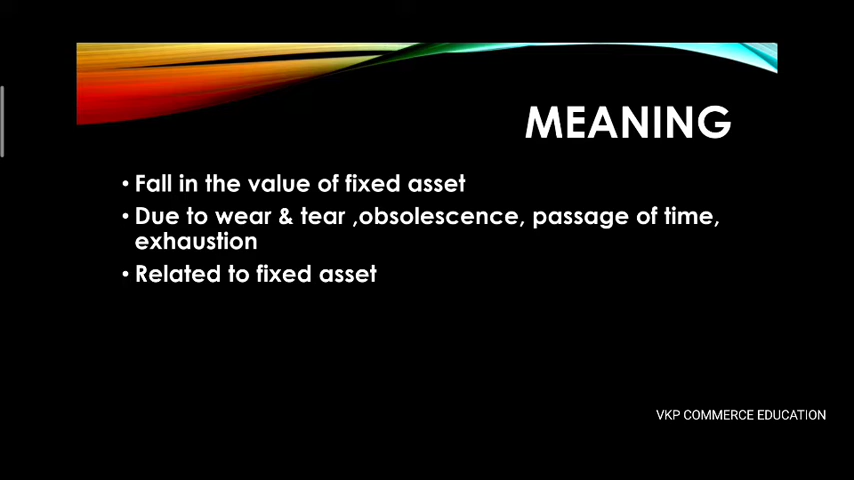 MEANING
• Fall in the value of fixed asset
• Due to wear & tear ,obsolescence, passage of time,
exhaustion
• Related to fixed asset
VKP COMMERCE EDUCATION